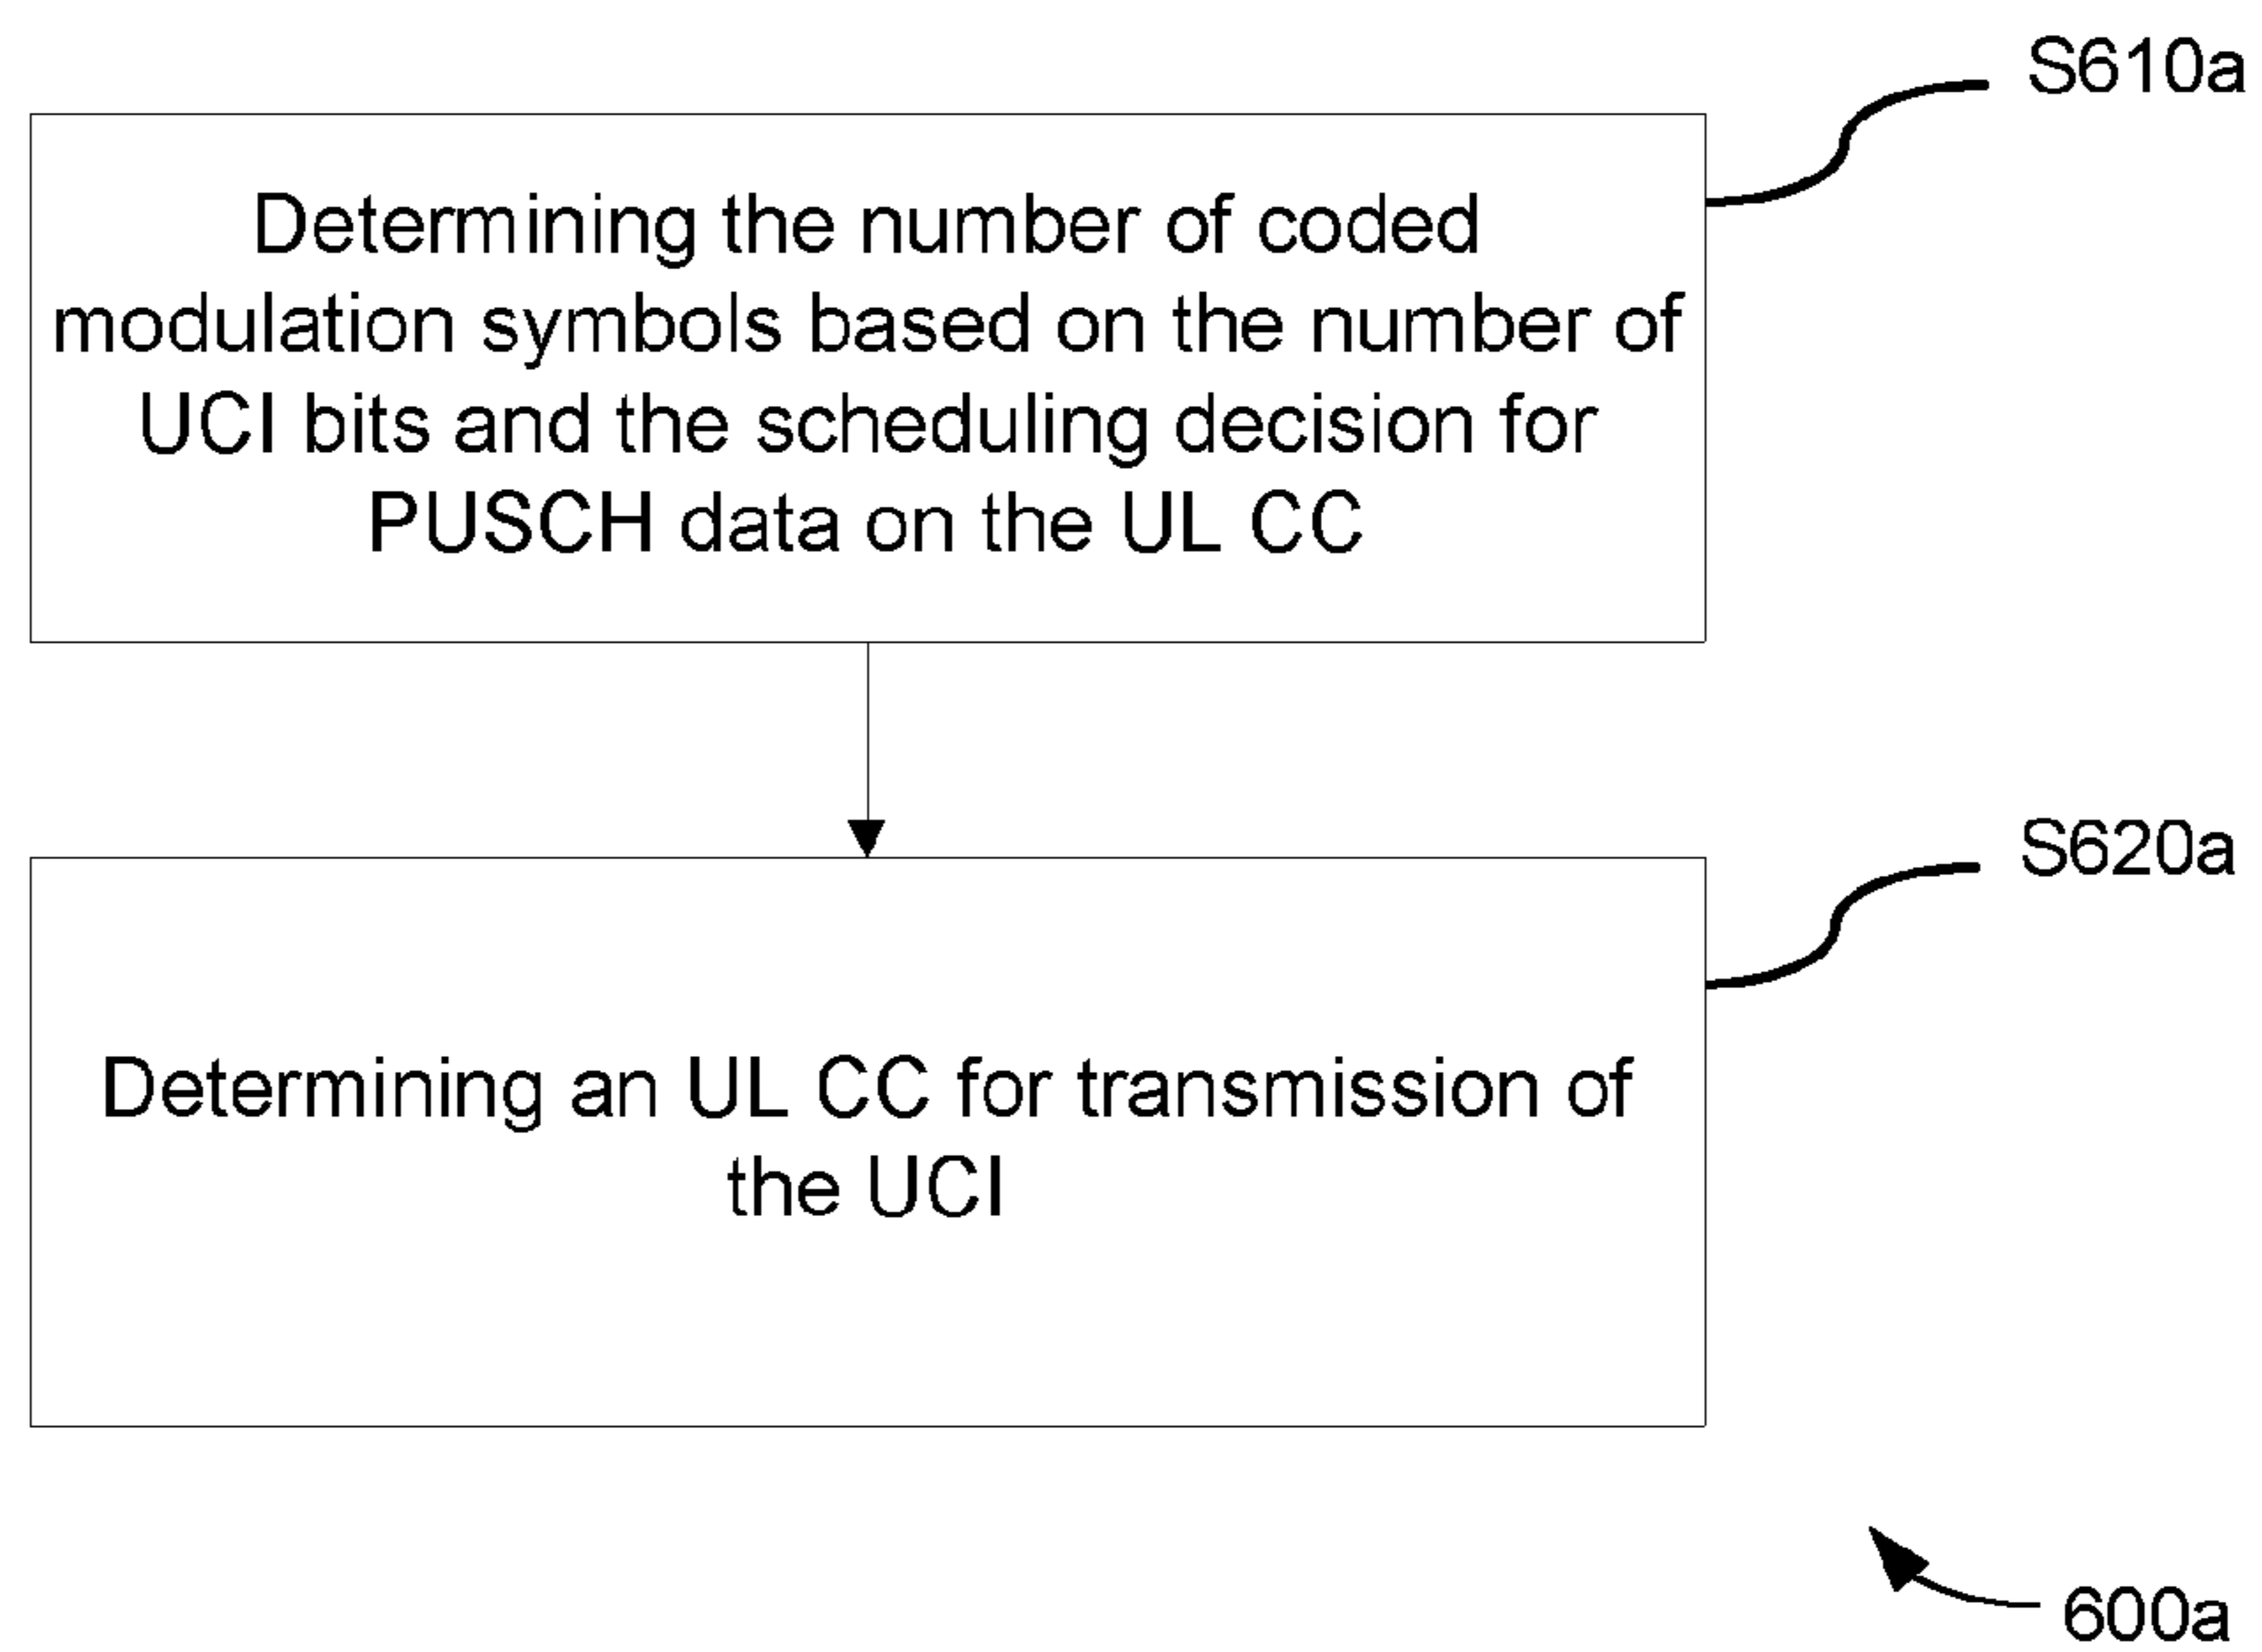 S610a
Determining the number of coded
modulation symbols based on the number of
UCI bits and the scheduling decision for
PUSCH data on the UL CC
S620a
Determining an UL CC for transmission of
the UCI
600a